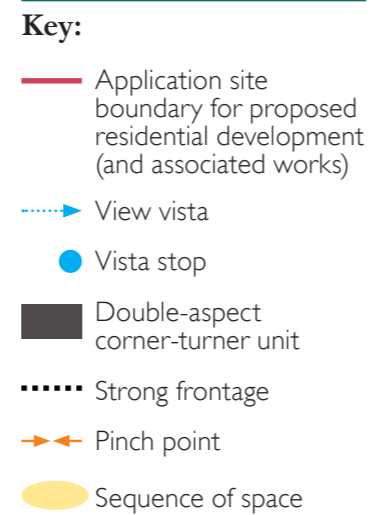 Key:
Application site
boundary for proposed
residential development
(and associated works)
View vista
Vista stop
Double-aspect
corner-turner unit
Strong frontage
Pinch point
Sequence of space